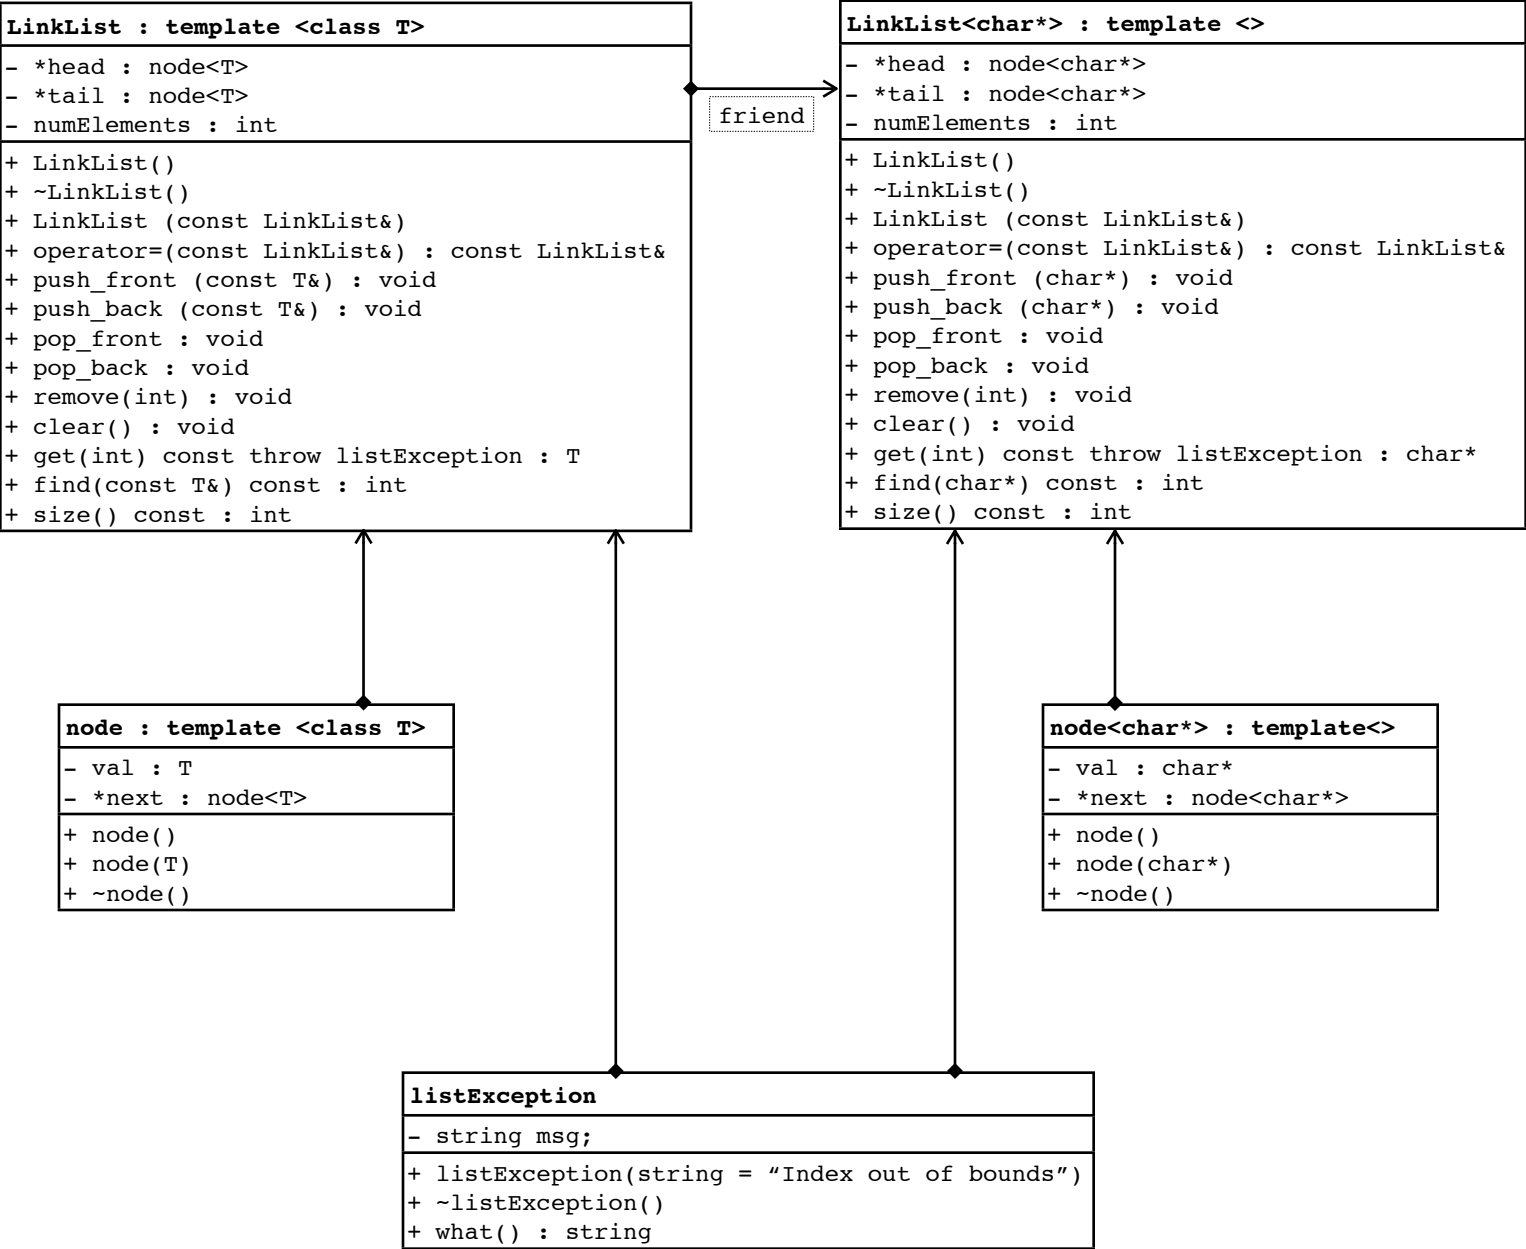 LinkList : template <class T>
- *head : node<T>
- *tail : node<T>
- numElements : int
+ LinkList()
+ ~LinkList()
+ LinkList (const LinkList&)
+ operator=(const LinkList&) : const LinkList&
+ push_front (const T&) : void
+ push_back (const T&) : void
+ pop_front : void
+ pop_back : void
+ remove(int) : void
+ clear() : void
+ get(int) const throw listException : T
+ find(const T&) const : int
+ size() const : int
friend
LinkList<char*> : template <>
- *head : node<char*>
- *tail : node<char*>
- numElements : int
+ LinkList()
+ ~LinkList()
+ LinkList (const LinkList&)
+ operator=(const LinkList&) : const LinkList&
+ push_front (char*) : void
+ push_back (char*) : void
+ pop_front : void
+ pop_back : void
+ remove(int) : void
+ clear() : void
+ get(int) const throw listException : char*
+ find(char*) const : int
+ size() const : int
node : template <class T>
- val : T
- *next : node<T>
+ node()
+ node(T)
+ ~node()
node<char*> : template<>
- val : char*
- *next : node<char*>
+ node()
+ node(char*)
+ ~node()
listException
- string msg;
+ listException(string = “Index out of bounds”)
+ ~listException()
+ what() : string